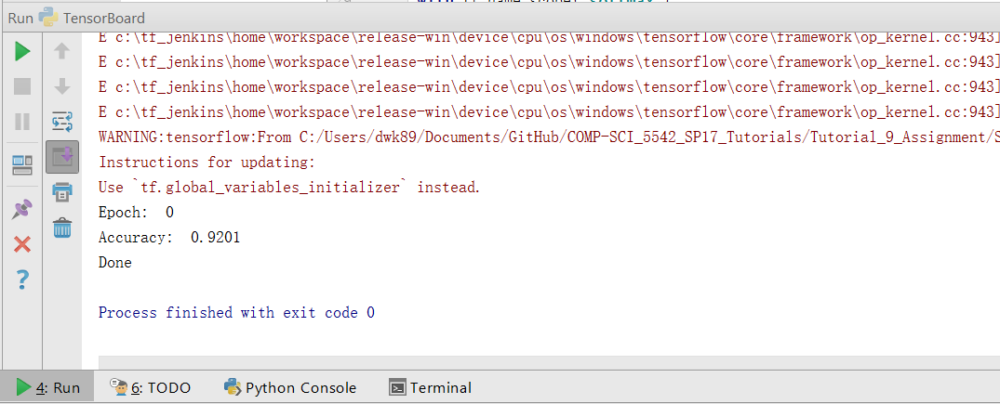 Run TensorBoard
E c:\tf_jenkins\home\workspace\release-win\device\cpu\os\windows\tensorflow\core\framework\op_kernel.cc:943]
E c:\tf_jenkins\home\workspace\release-win\device\cpu\os\windows\tensorflow\core\framework\op_kernel.cc:943]
E c:\tf_jenkins\home\workspace\release-win\device\cpu\os\windows\tensorflow\core\framework\op_kernel.cc:943]
E c:\tf_jenkins\home\workspace\release-win\device\cpu\os\windows\tensorflow\core\framework\op_kernel.cc:943]
WARNING:tensorflow:From C:/Users/dwk89/Documents/GitHub/COMP-SCI_5542_SP17_Tutorials/Tutorial_9_Assignment/S
Instructions for updating:
Use `tf.global_variables_initializer` instead.
Epoch:  0
Accuracy:  0.9201
Done
Process finished with exit code 0
4: Run 6: TODO Python Console Terminal